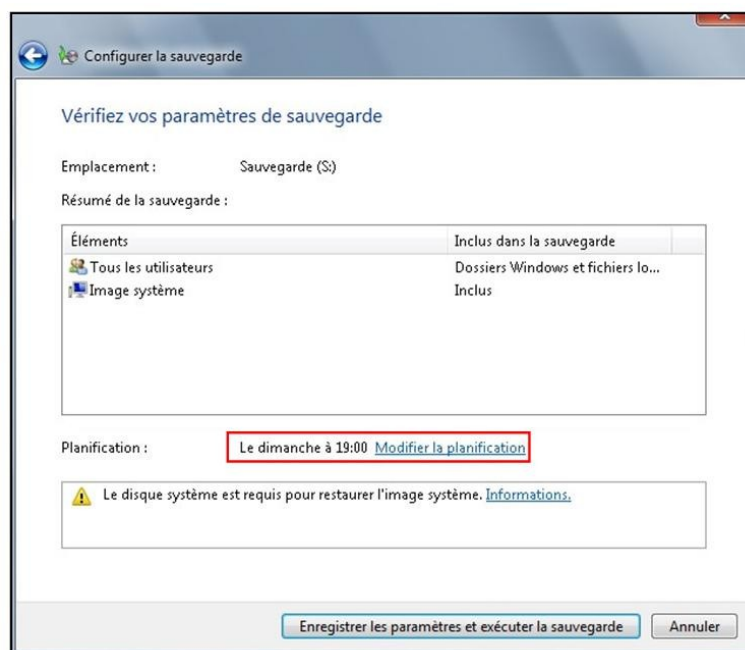 Configurer la sauvegarde
Vérifiez vos paramètres de sauvegarde
Emplacement : Sauvegarde (S:)
Résumé de la sauvegarde :
Éléments Inclus dans la sauvegarde
Tous les utilisateurs Dossiers Windows et fichiers lo...
Image système Inclus
Planification : Le dimanche à 19:00 Modifier la planification
Le disque système est requis pour restaurer l'image système. Informations.
Enregistrer les paramètres et exécuter la sauvegarde Annuler